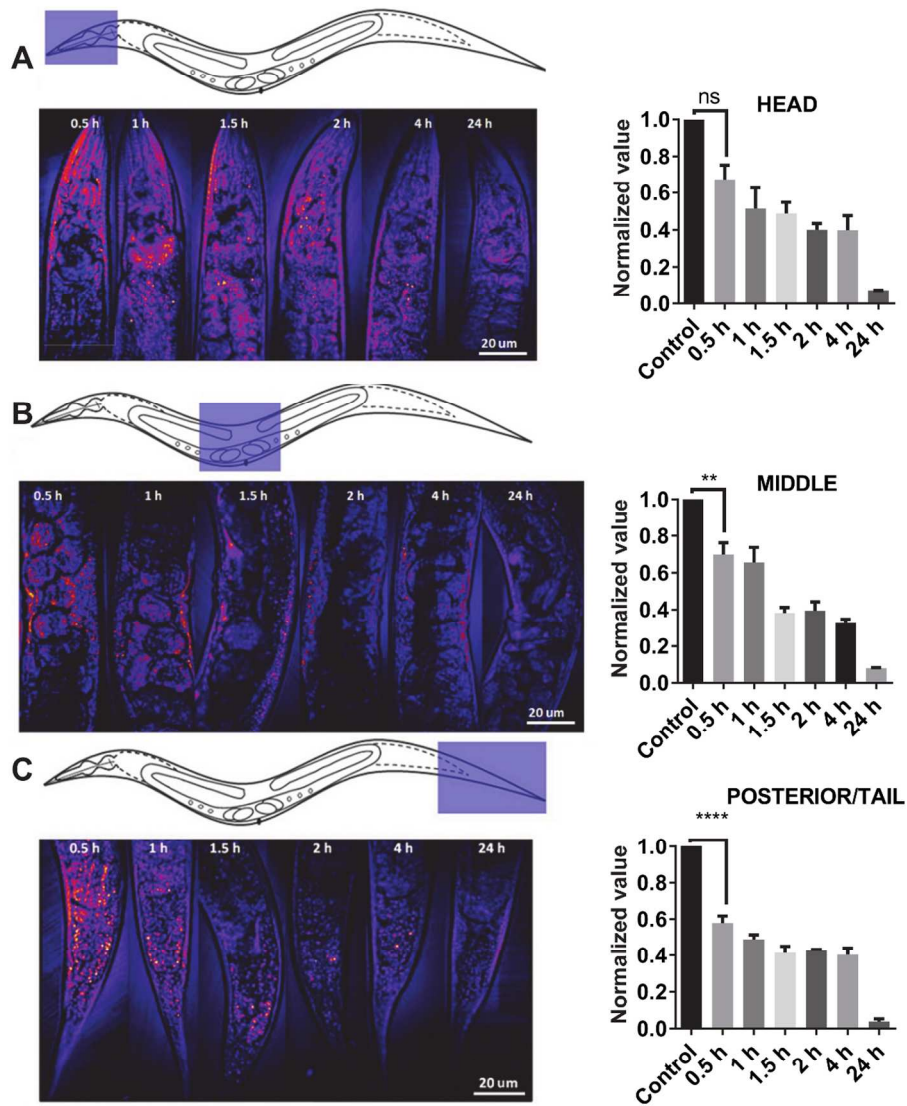 A
0.5 h 1 h 1.5 h 2 h 4 h 24 h
20 um
HEAD
ns
Normalized value
1.0
0.8
0.6
0.4
0.2
0.0
Control 0.5 h 1 h 1.5 h 2 h 4 h 24 h
B
0.5 h 1 h 1.5 h 2 h 4 h 24 h
20 um
MIDDLE
**
Normalized value
1.0
0.8
0.6
0.4
0.2
0.0
Control 0.5 h 1 h 1.5 h 2 h 4 h 24 h
C
0.5 h 1 h 1.5 h 2 h 4 h 24 h
20 um
POSTERIOR/TAIL
****
Normalized value
1.0
0.8
0.6
0.4
0.2
0.0
Control 0.5 h 1 h 1.5 h 2 h 4 h 24 h